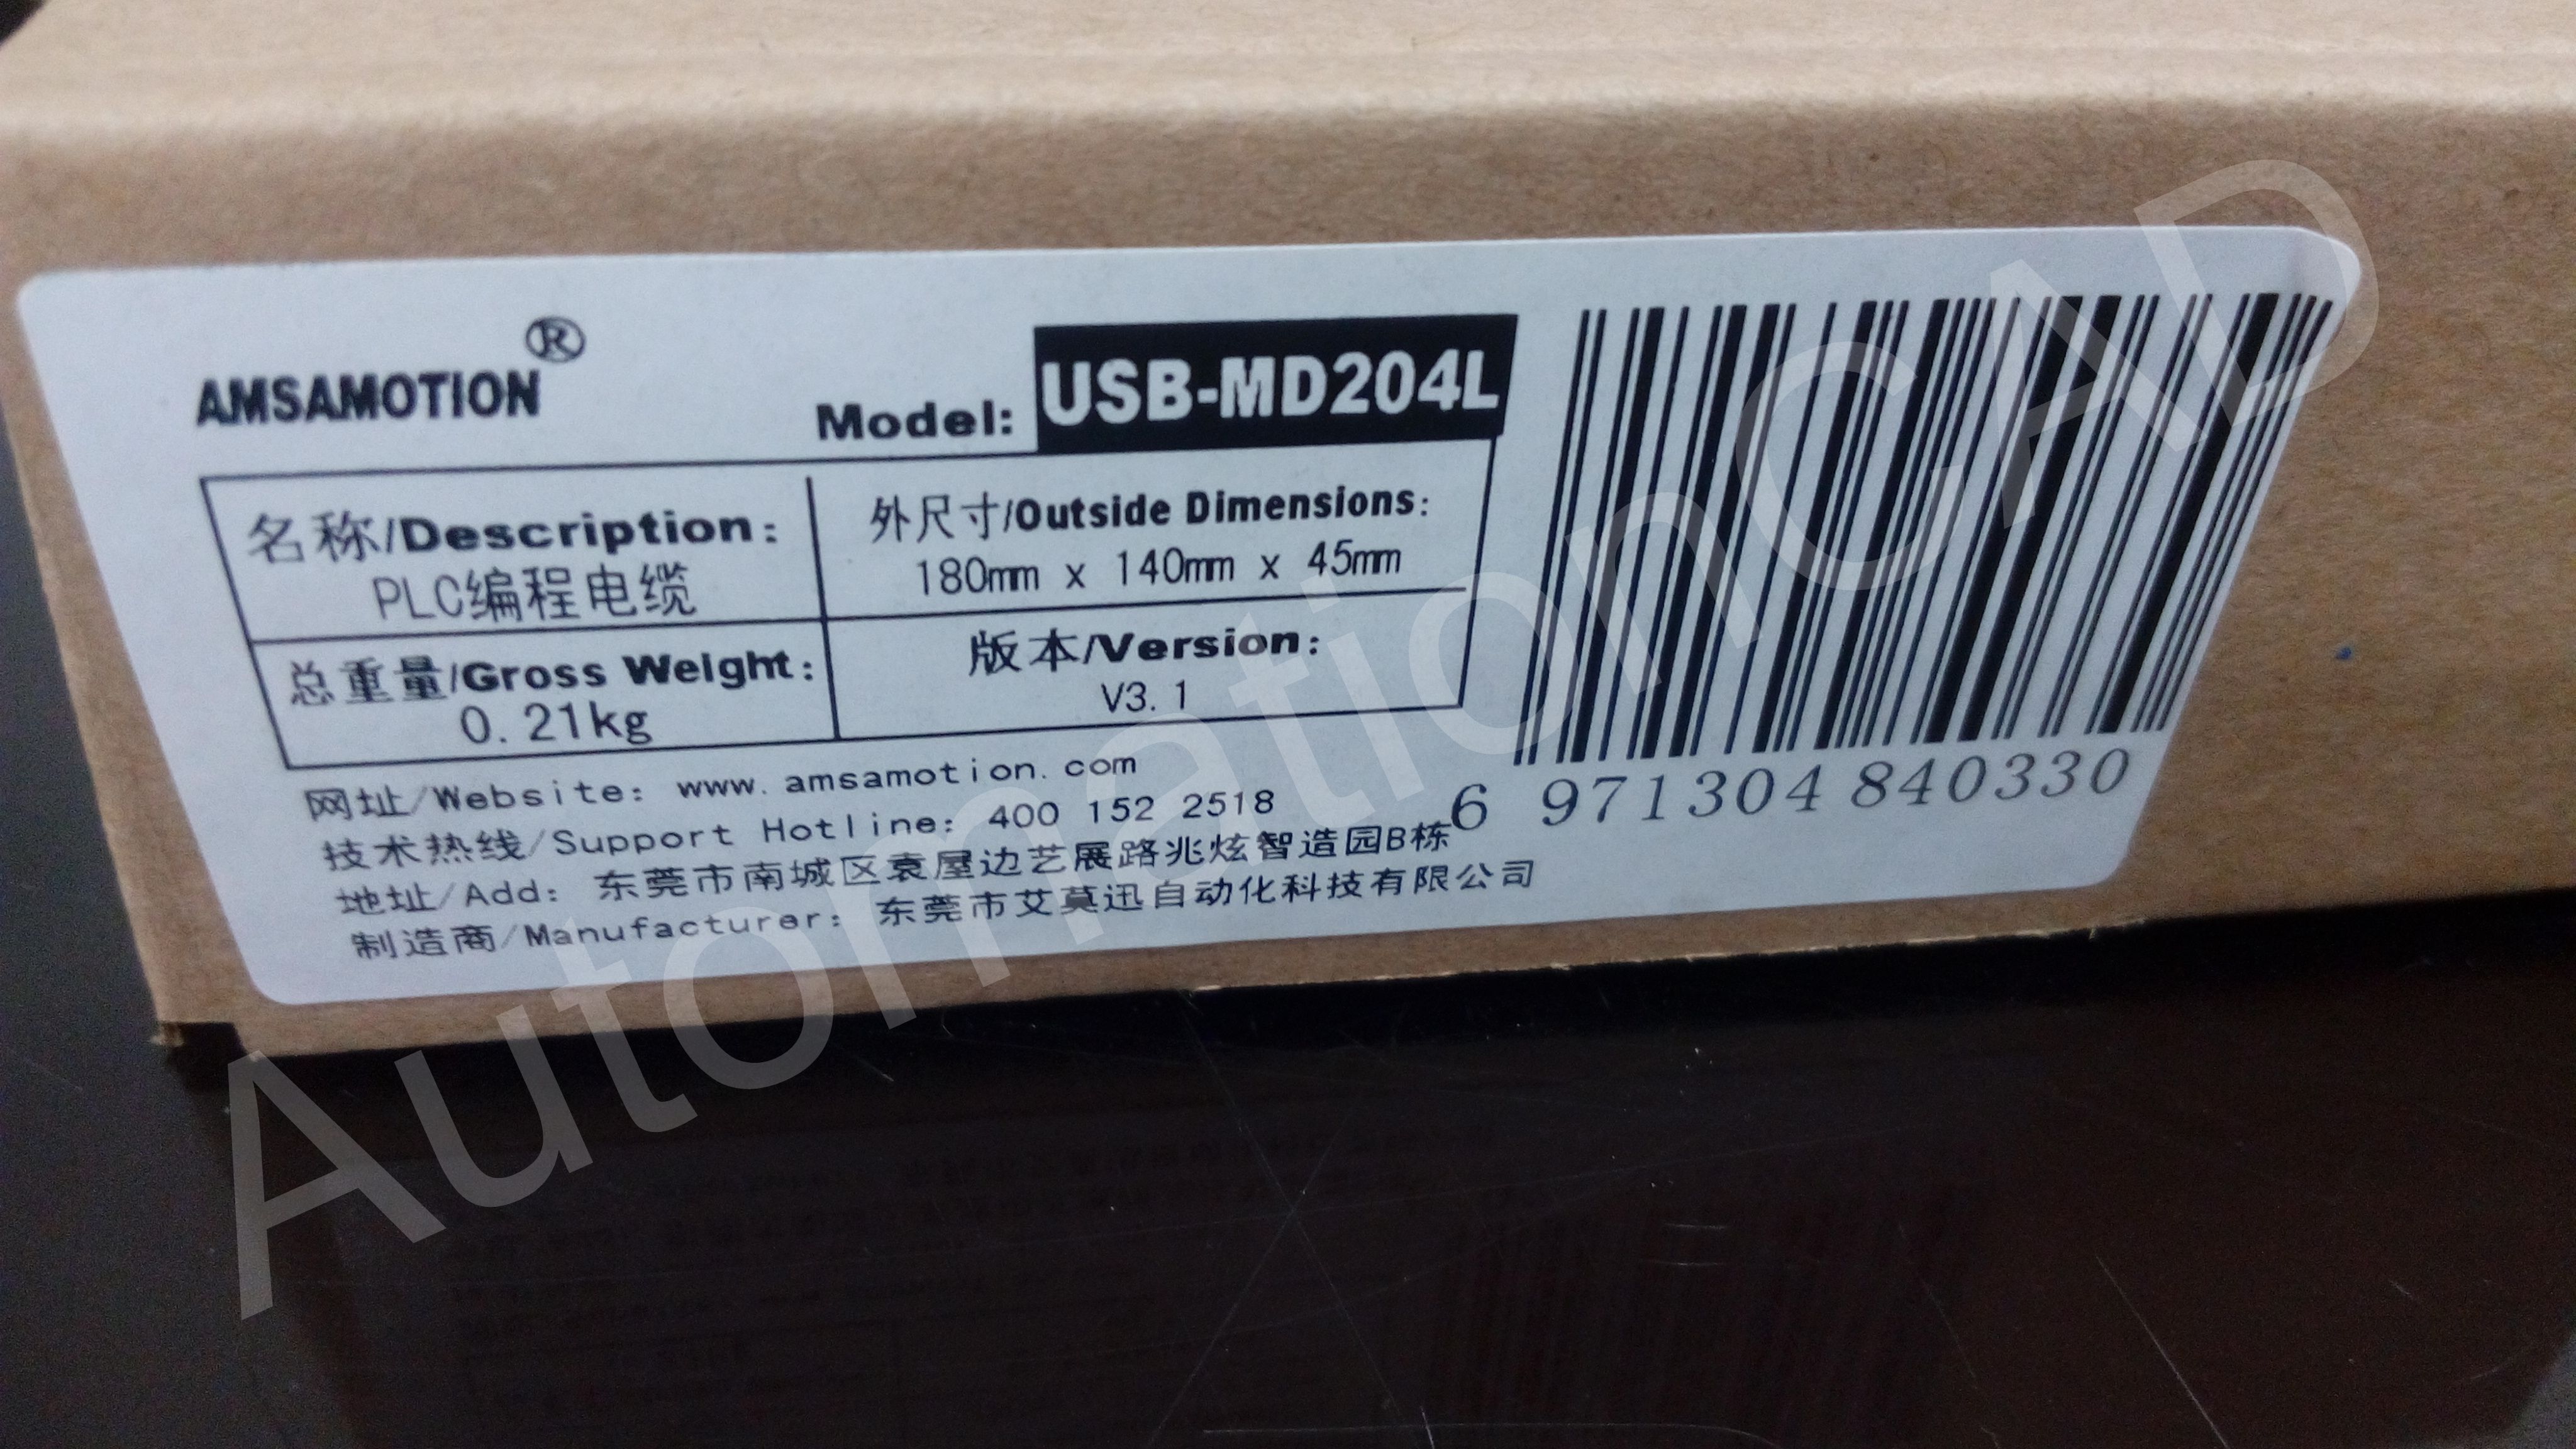 AMSAMOTION®
Model: USB-MD204L
名称/Description:
PLC编程电缆
外尺寸/Outside Dimensions:
180mm x 140mm x 45mm
总重量/Gross Weight:
0.21kg
版本/Version:
V3.1
网址/Website: www.amsamotion.com
技术热线/Support Hotline: 400 152 2518
地址/Add: 东莞市南城区袁屋边艺展路兆炫智造园B栋
制造商/Manufacturer: 东莞市艾莫迅自动化科技有限公司
6 971304 840330
AutomationCAD